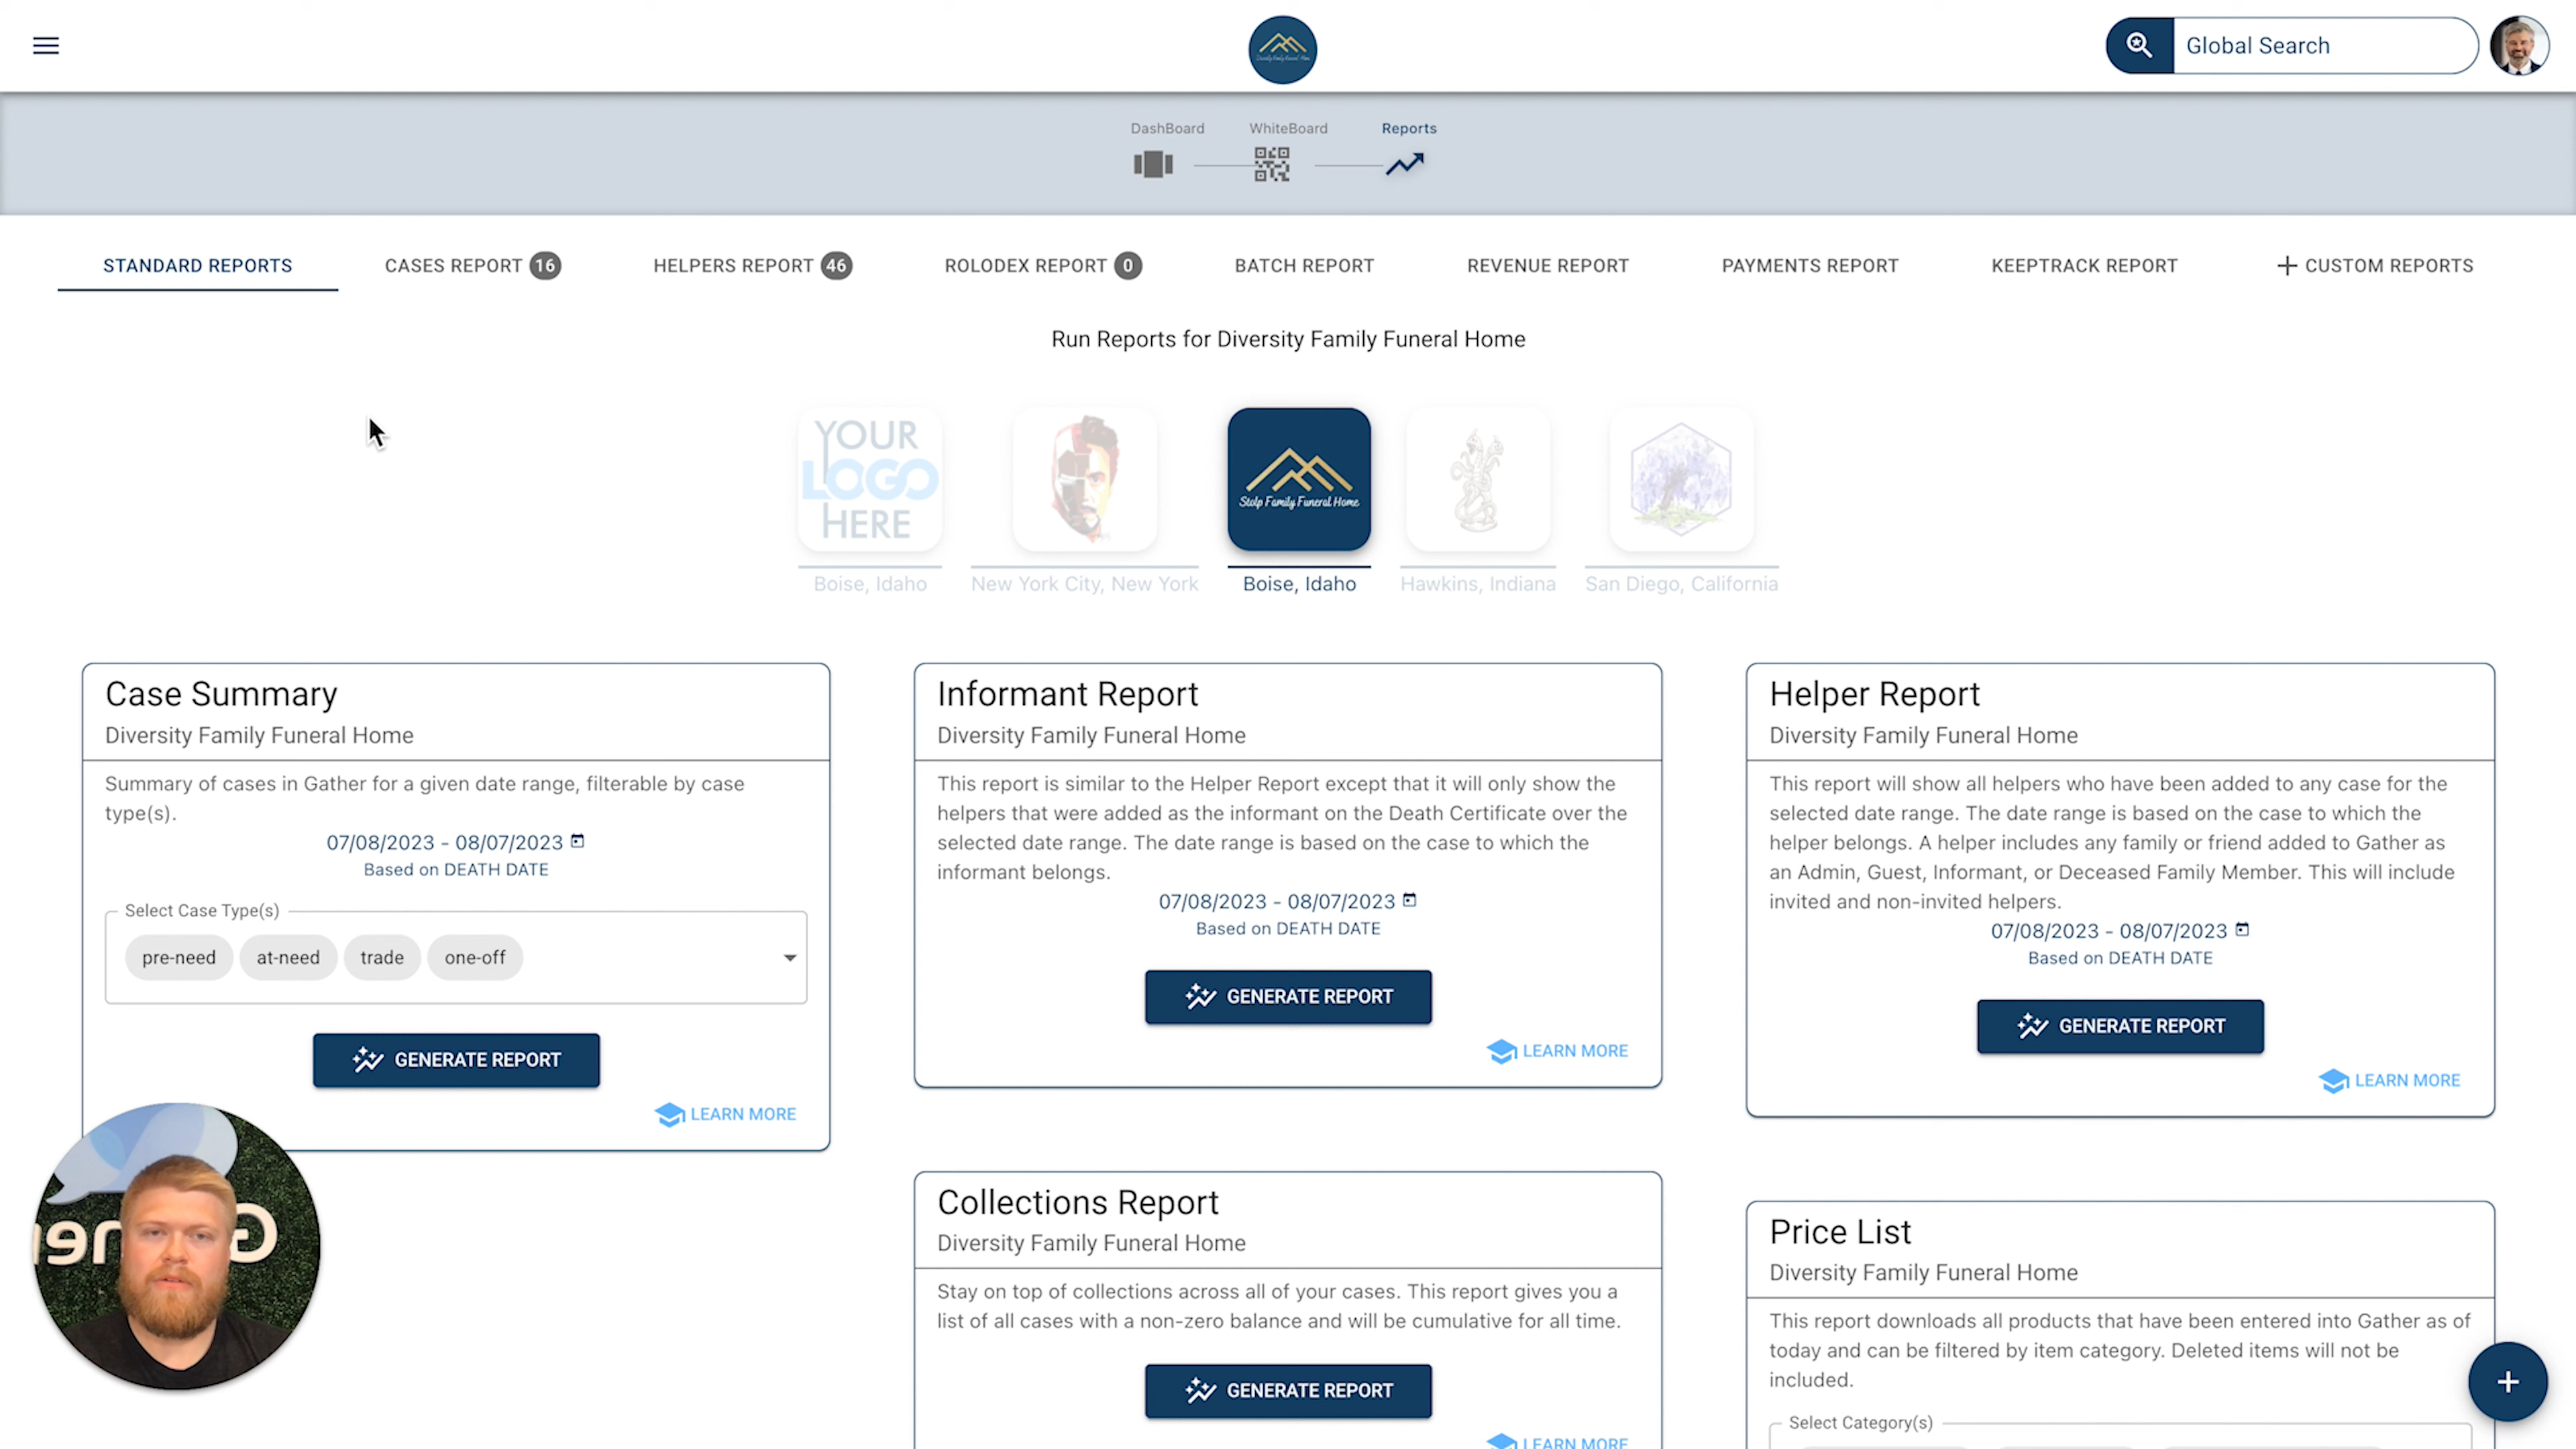 Global Search
DashBoard
WhiteBoard
Reports
STANDARD REPORTS
CASES REPORT 16
HELPERS REPORT 46
ROLODEX REPORT 0
BATCH REPORT
REVENUE REPORT
PAYMENTS REPORT
KEEPTRACK REPORT
+ CUSTOM REPORTS
Run Reports for Diversity Family Funeral Home
YOUR
LOGO
HERE
Stolp Family Funeral Home
Boise, Idaho
New York City, New York
Boise, Idaho
Hawkins, Indiana
San Diego, California
Case Summary
Diversity Family Funeral Home
Summary of cases in Gather for a given date range, filterable by case
type(s).
07/08/2023 - 08/07/2023
Based on DEATH DATE
Select Case Type(s)
pre-need
at-need
trade
one-off
GENERATE REPORT
LEARN MORE
Informant Report
Diversity Family Funeral Home
This report is similar to the Helper Report except that it will only show the
helpers that were added as the informant on the Death Certificate over the
selected date range. The date range is based on the case to which the
informant belongs.
07/08/2023 - 08/07/2023
Based on DEATH DATE
GENERATE REPORT
LEARN MORE
Helper Report
Diversity Family Funeral Home
This report will show all helpers who have been added to any case for the
selected date range. The date range is based on the case to which the
helper belongs. A helper includes any family or friend added to Gather as
an Admin, Guest, Informant, or Deceased Family Member. This will include
invited and non-invited helpers.
07/08/2023 - 08/07/2023
Based on DEATH DATE
GENERATE REPORT
LEARN MORE
Collections Report
Diversity Family Funeral Home
Stay on top of collections across all of your cases. This report gives you a
list of all cases with a non-zero balance and will be cumulative for all time.
GENERATE REPORT
LEARN MORE
Price List
Diversity Family Funeral Home
This report downloads all products that have been entered into Gather as of
today and can be filtered by item category. Deleted items will not be
included.
Select Category(s)